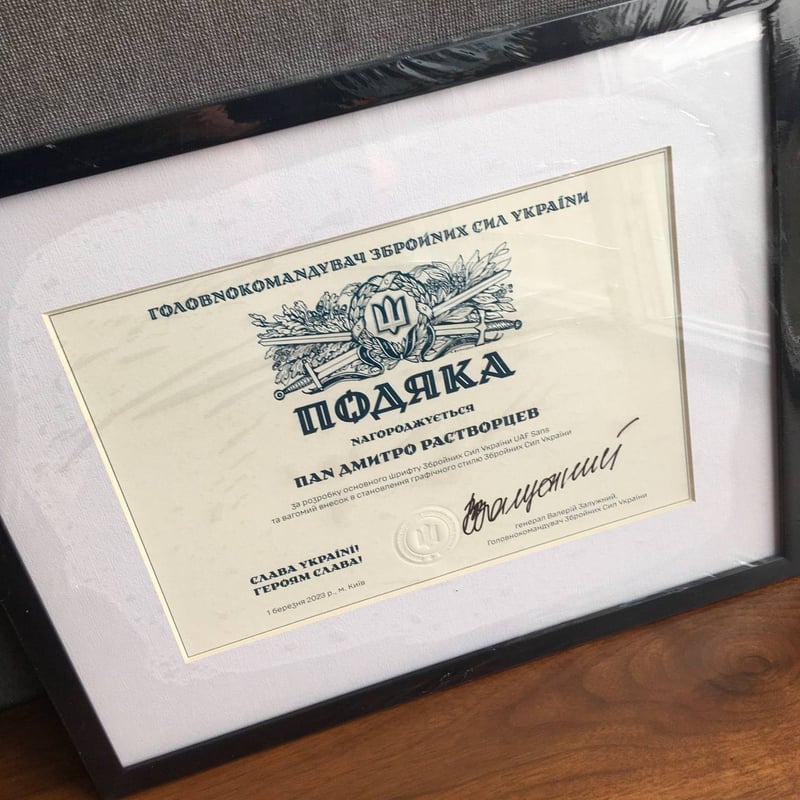 ГОЛОВНОКОМАНДУВАЧ ЗБРОЙНИХ СИЛ УКРАЇНИ
ПОДЯКА
НАГОРОДЖУЄТЬСЯ
ПАН ДМИТРО РАСТВОРЦЕВ
за розробку основного шрифту Збройних Сил України UAF Sans
та вагомий внесок в становлення графічного стилю Збройних Сил України
Залужний
генерал Валерій Залужний,
Головнокомандувач Збройних Сил України
СЛАВА УКРАЇНІ!
ГЕРОЯМ СЛАВА!
1 березня 2023 р., м. Київ